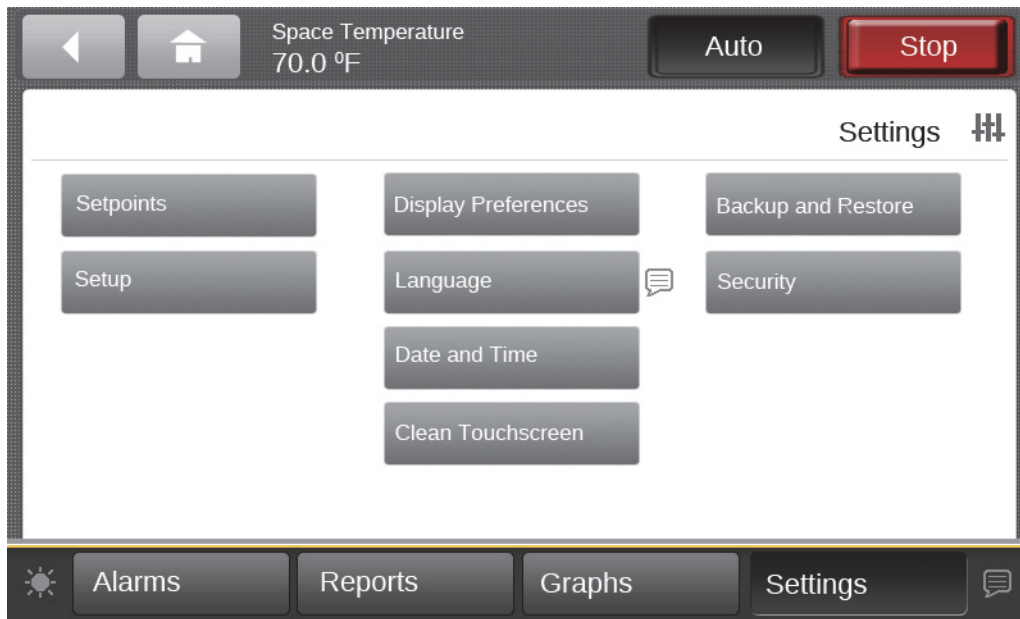 Space Temperature
70.0 ⁰F
Auto
Stop
Settings
Setpoints
Display Preferences
Backup and Restore
Setup
Language
Security
Date and Time
Clean Touchscreen
Alarms
Reports
Graphs
Settings